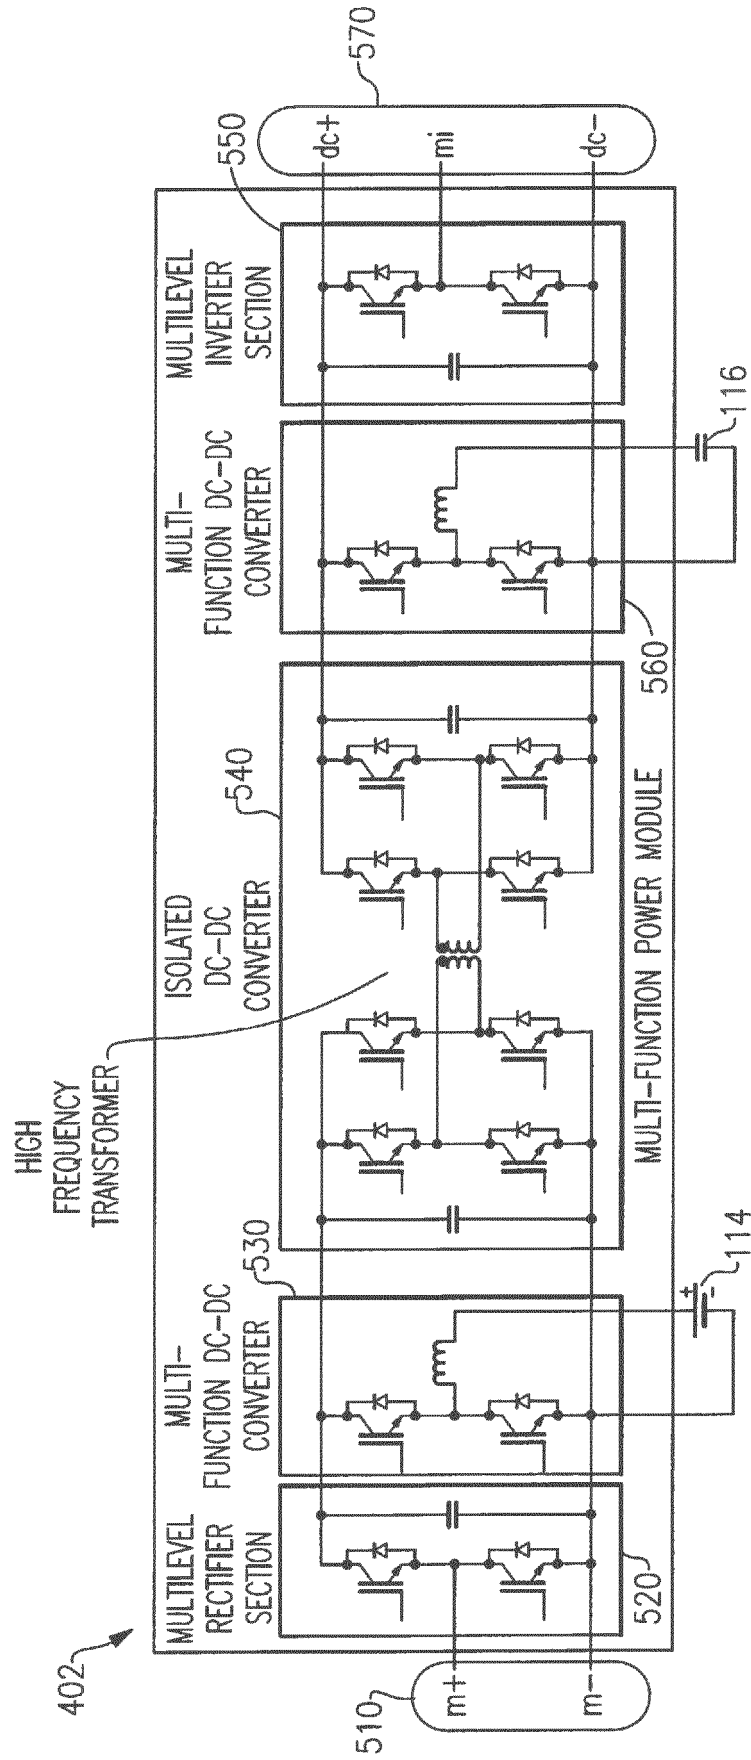 402
HIGH
FREQUENCY
TRANSFORMER
MULTILEVEL
RECTIFIER
SECTION
MULTI-
FUNCTION DC-DC
CONVERTER
530
ISOLATED
DC-DC
CONVERTER
540
MULTI-
FUNCTION DC-DC
CONVERTER
MULTILEVEL
INVERTER
SECTION
550
570
510
m+
m-
dc+
mi
dc-
520
+
-
114
MULTI-FUNCTION POWER MODULE
560
116